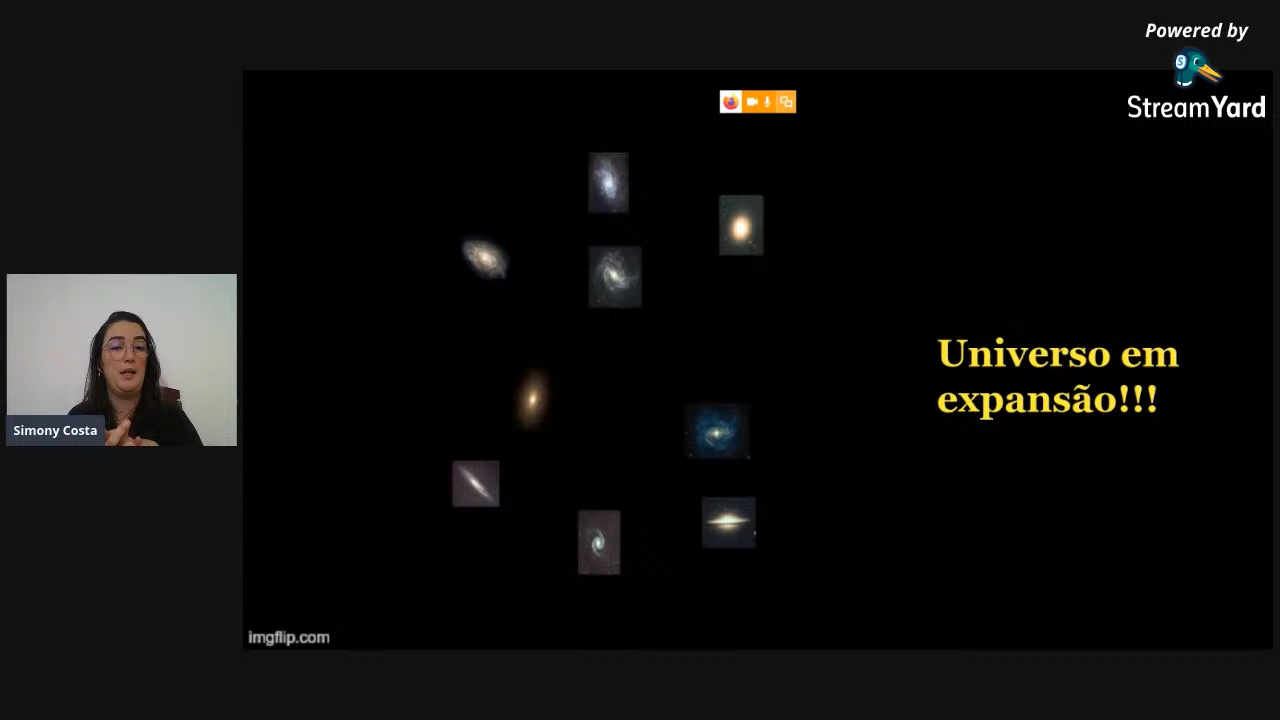 Powered by
StreamYard
Universo em
expansão!!!
Simony Costa
imgflip.com